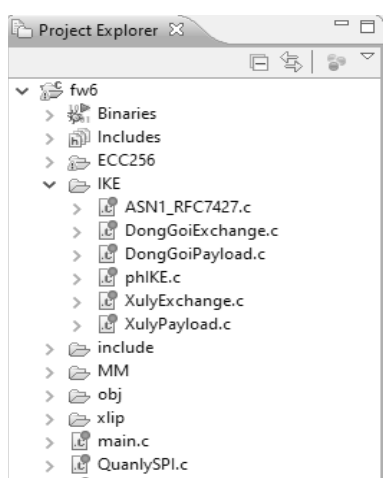 Project Explorer
fw6
Binaries
Includes
ECC256
IKE
ASN1_RFC7427.c
DongGoiExchange.c
DongGoiPayload.c
phIKE.c
XulyExchange.c
XulyPayload.c
include
MM
obj
xlip
main.c
QuanlySPI.c